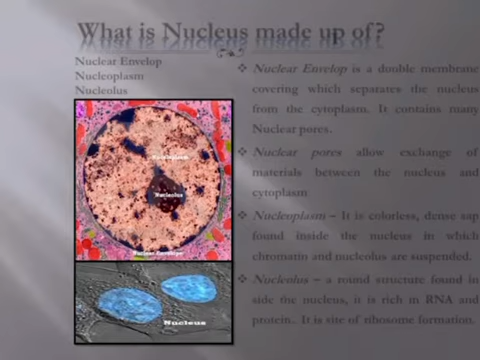 What is Nucleus made up of?
Nuclear Envelop
Nucleoplasm
Nucleolus
Nucleoplasm
Nucleolus
Nuclear Envelope
Nucleus
❖ Nuclear Envelop is a double membrane
covering which separates the nucleus
from the cytoplasm. It contains many
Nuclear pores.
❖ Nuclear pores allow exchange of
materials between the nucleus and
cytoplasm
❖ Nucleoplasm – It is colorless, dense sap
found inside the nucleus in which
chromatin and nucleolus are suspended.
❖ Nucleolus – a round structure found in
side the nucleus, it is rich in RNA and
protein. It is site of ribosome formation.